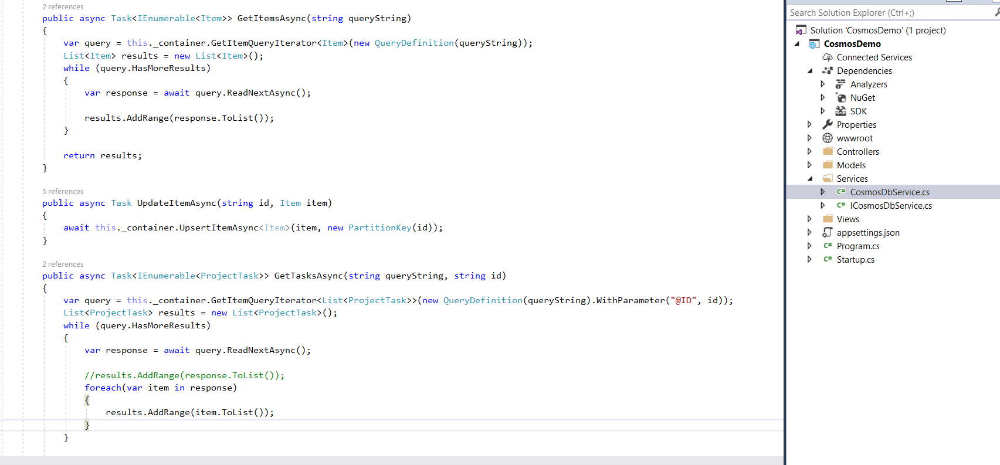 2 references
public async Task<IEnumerable<Item>> GetItemsAsync(string queryString)
{
var query = this._container.GetItemQueryIterator<Item>(new QueryDefinition(queryString));
List<Item> results = new List<Item>();
while (query.HasMoreResults)
{
var response = await query.ReadNextAsync();
results.AddRange(response.ToList());
}
return results;
}
5 references
public async Task UpdateItemAsync(string id, Item item)
{
await this._container.UpsertItemAsync<Item>(item, new PartitionKey(id));
}
2 references
public async Task<IEnumerable<ProjectTask>> GetTasksAsync(string queryString, string id)
{
var query = this._container.GetItemQueryIterator<List<ProjectTask>>(new QueryDefinition(queryString).WithParameter("@ID", id));
List<ProjectTask> results = new List<ProjectTask>();
while (query.HasMoreResults)
{
var response = await query.ReadNextAsync();
//results.AddRange(response.ToList());
foreach(var item in response)
{
results.AddRange(item.ToList());
}
}
Search Solution Explorer (Ctrl+;)
Solution 'CosmosDemo' (1 project)
CosmosDemo
Connected Services
Dependencies
Analyzers
NuGet
SDK
Properties
wwwroot
Controllers
Models
Services
C# CosmosDbService.cs
C# ICosmosDbService.cs
Views
appsettings.json
C# Program.cs
C# Startup.cs